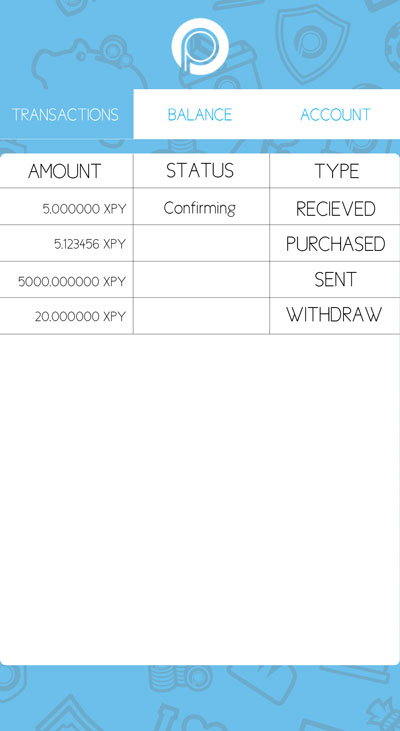 TRANSACTIONS BALANCE ACCOUNT
AMOUNT STATUS TYPE
5.000000 XPY Confirming RECIEVED
5.123456 XPY PURCHASED
5000.000000 XPY SENT
20.000000 XPY WITHDRAW